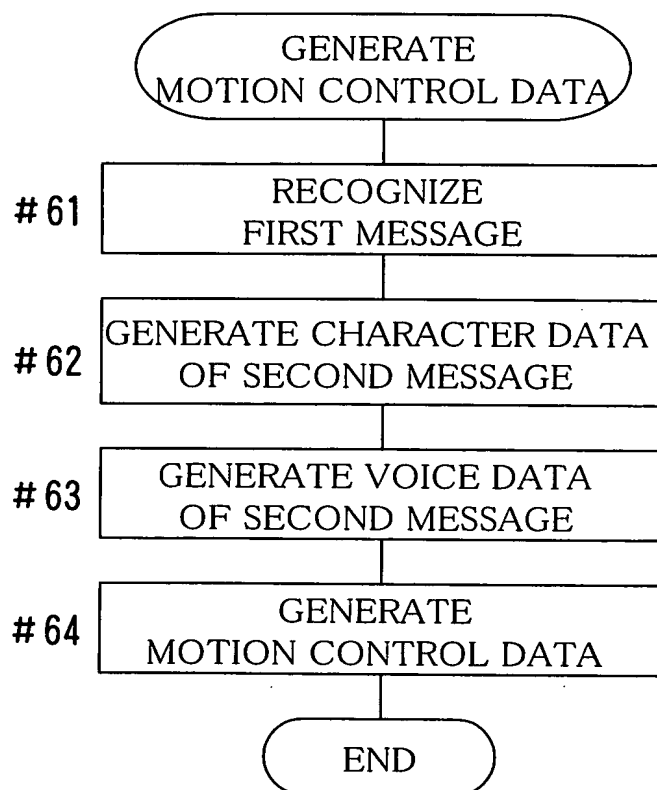 GENERATE
MOTION CONTROL DATA
#61
RECOGNIZE
FIRST MESSAGE
#62
GENERATE CHARACTER DATA
OF SECOND MESSAGE
#63
GENERATE VOICE DATA
OF SECOND MESSAGE
#64
GENERATE
MOTION CONTROL DATA
END